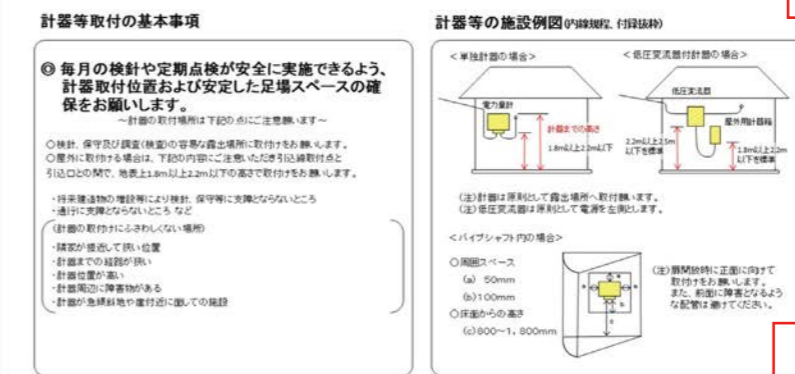 計器等取付の基本事項
◎ 毎月の検針や定期点検が安全に実施できるよう、
計器取付位置および安定した足場スペースの確
保をお願いします。
～計器の取付場所は下記の点にご注意願います～
○検針、保守及び調査(検査)の容易な露出場所に取付けをお願いします。
○屋外に取付ける場合は、下記の内容にご注意いただき引込線取付点と
引込口との間で、地表上1.8m以上2.2m以下の高さで取付けをお願いします。
・将来建造物の増設等により検針、保守等に支障とならないところ
・通行に支障とならないところ など
(計器の取付けにふさわしくない場所)
・隣家が接近して狭い位置
・計器までの経路が狭い
・計器位置が高い
・計器周辺に障害物がある
・計器が急傾斜地や崖付近に面しての施設
計器等の施設例図(内線規程、付録抜粋)
＜単独計器の場合＞
電力量計
計器までの高さ
1.8m以上2.2m以下
＜低圧変流器付計器の場合＞
低圧変流器
屋外用計器箱
2.2m以上2.5m
以下を標準
1.8m以上2.2m
以下を標準
(注)計器は原則として露出場所へ取付願います。
(注)低圧変流器は原則として電源を左側とします。
＜パイプシャフト内の場合＞
○周囲スペース
(a) 50mm
(b)100mm
○床面からの高さ
(c)800～1，800mm
a
a
a
b
c
(注)扉開放時に正面に向けて
取付けをお願いします。
また、前面に障害となるよう
な配管は避けてください。